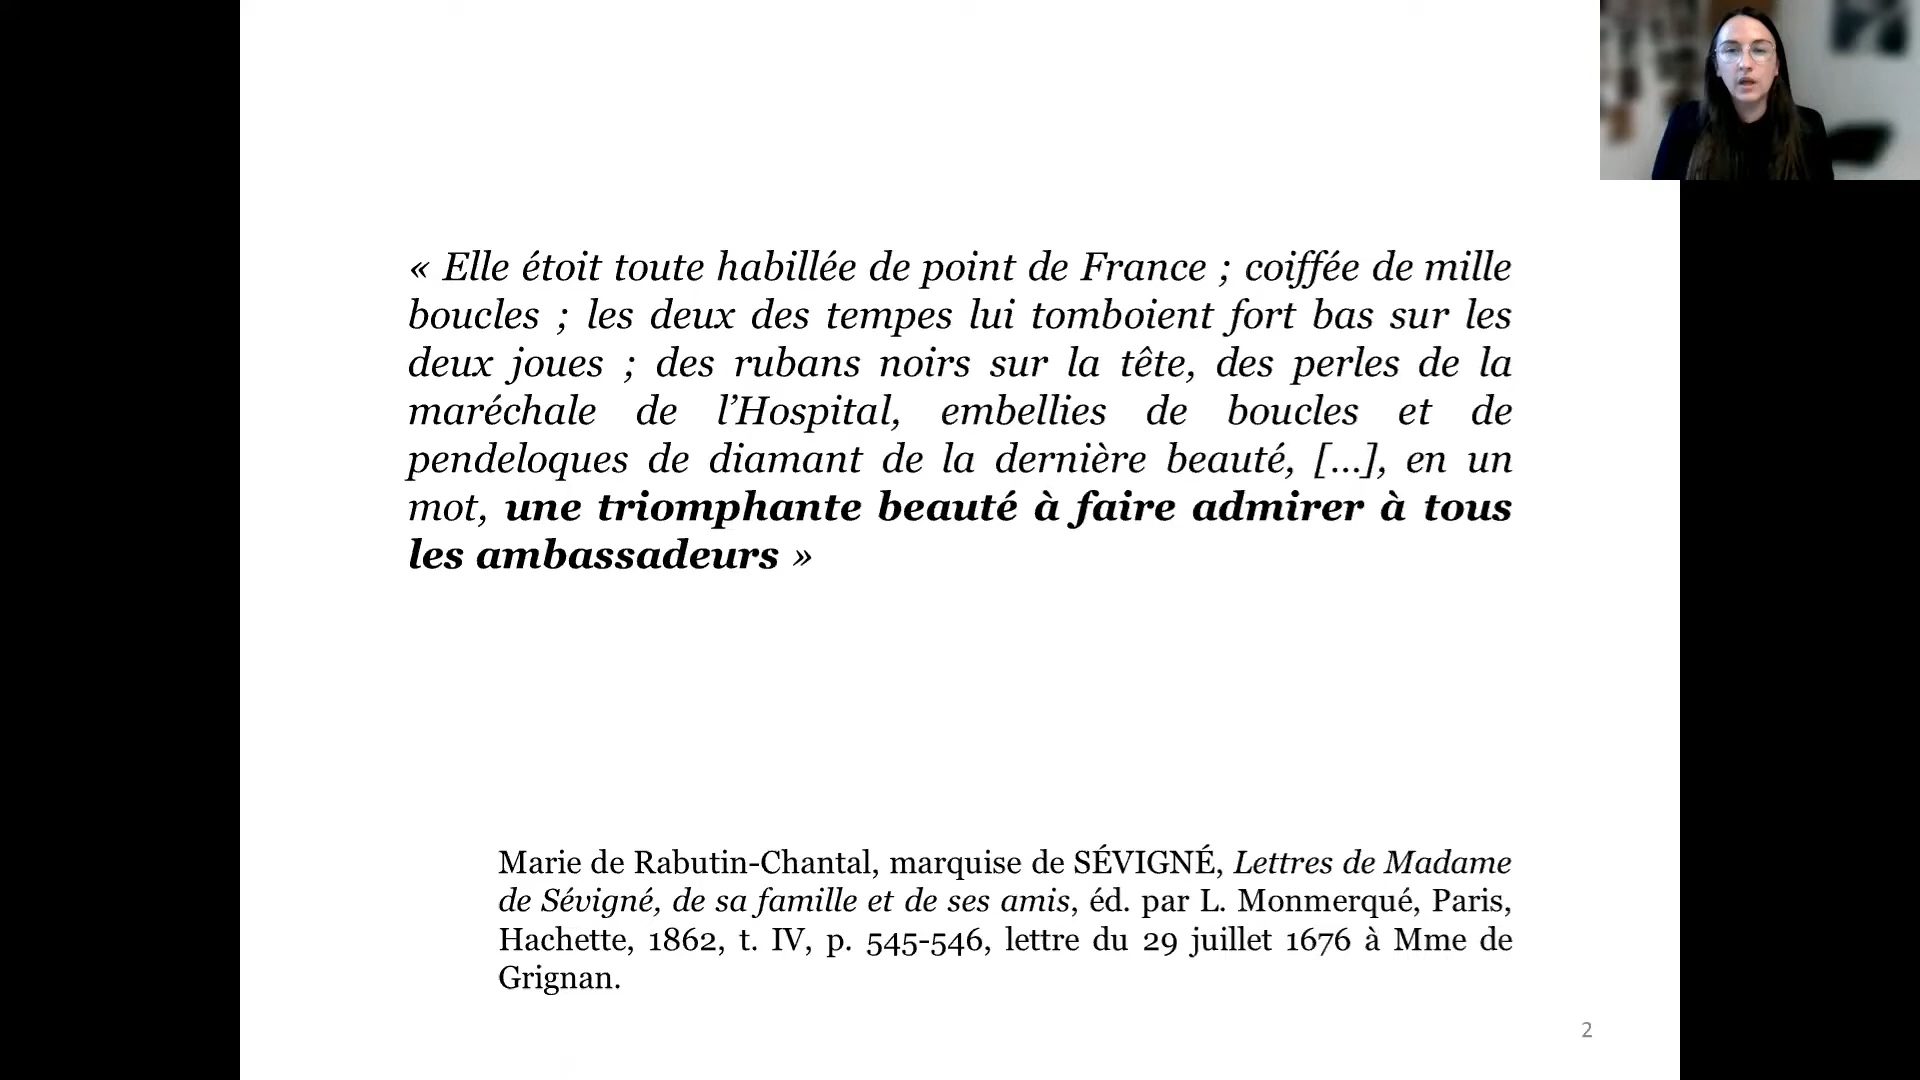 « Elle étoit toute habillée de point de France ; coiffée de mille
boucles ; les deux des tempes lui tomboient fort bas sur les
deux joues ; des rubans noirs sur la tête, des perles de la
maréchale de l’Hospital, embellies de boucles et de
pendeloques de diamant de la dernière beauté, [...], en un
mot, une triomphante beauté à faire admirer à tous
les ambassadeurs »
Marie de Rabutin-Chantal, marquise de SÉVIGNÉ, Lettres de Madame
de Sévigné, de sa famille et de ses amis, éd. par L. Monmerqué, Paris,
Hachette, 1862, t. IV, p. 545-546, lettre du 29 juillet 1676 à Mme de
Grignan.
2